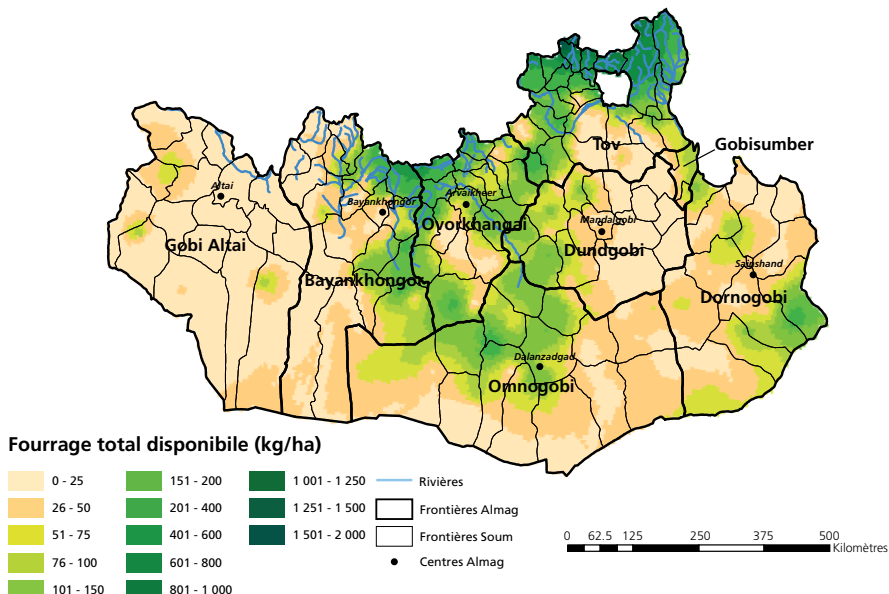 Tov
Gobisumber
Altai
Bayankhongor
Arvaikheer
Ovorkhangai
Mandalgobi
Dundgobi
Gobi Altai
Bayankhongor
Sainshand
Dornogobi
Dalanzadgad
Omnogobi
Fourrage total disponibile (kg/ha)
0 - 25
26 - 50
51 - 75
76 - 100
101 - 150
151 - 200
201 - 400
401 - 600
601 - 800
801 - 1 000
1 001 - 1 250
1 251 - 1 500
1 501 - 2 000
Rivières
Frontières Almag
Frontières Soum
Centres Almag
0 62.5 125 250 375 500
Kilomètres